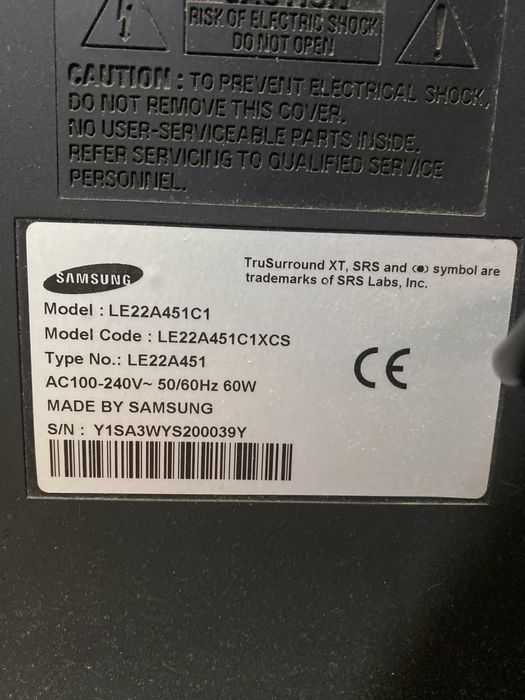 CAUTION
RISK OF ELECTRIC SHOCK
DO NOT OPEN
CAUTION : TO PREVENT ELECTRICAL SHOCK,
DO NOT REMOVE THIS COVER.
NO USER-SERVICEABLE PARTS INSIDE.
REFER SERVICING TO QUALIFIED SERVICE
PERSONNEL.
SAMSUNG
TruSurround XT, SRS and (●) symbol are
trademarks of SRS Labs, Inc.
Model : LE22A451C1
Model Code : LE22A451C1XCS
Type No.: LE22A451
AC100-240V~ 50/60Hz 60W
CE
MADE BY SAMSUNG
S/N : Y1SA3WYS200039Y